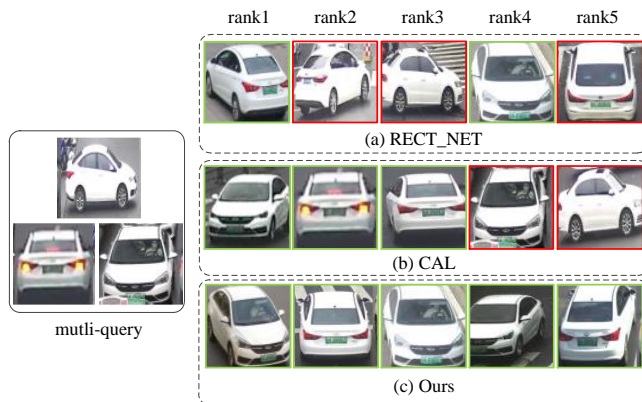 rank1 rank2 rank3 rank4 rank5
(a) RECT_NET
(b) CAL
mutli-query
(c) Ours